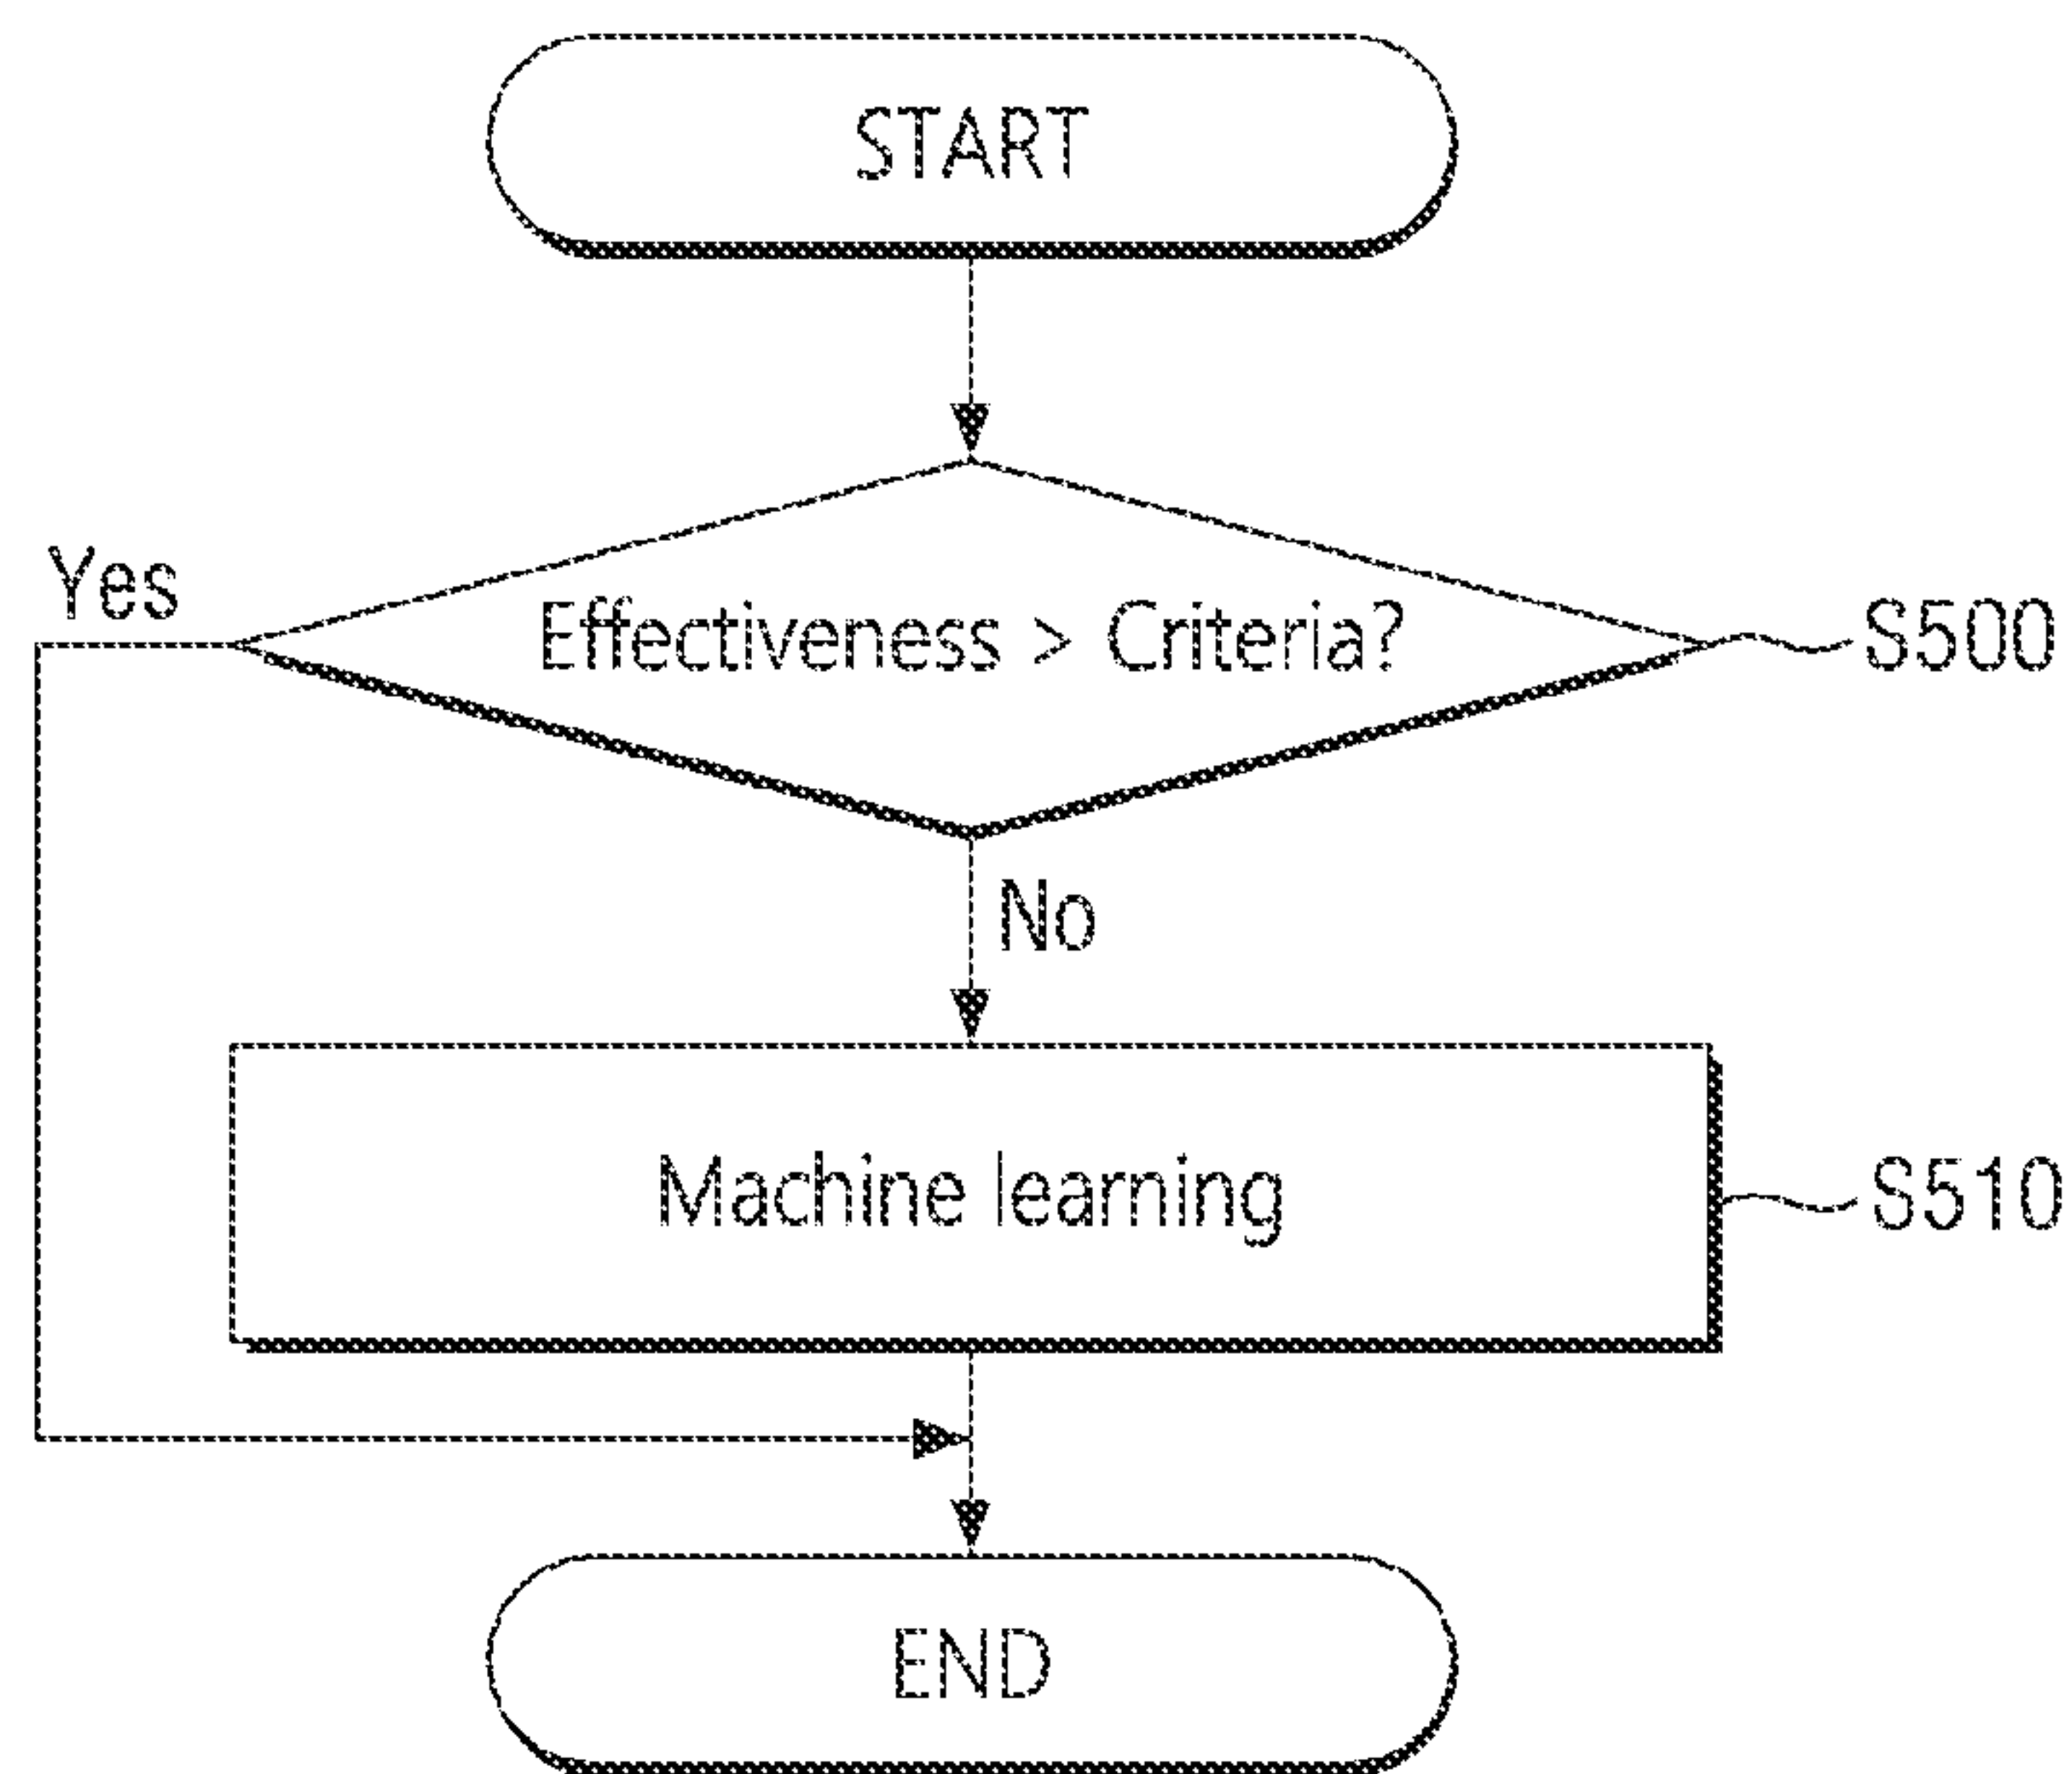 START
Yes
Effectiveness > Criteria?
S500
No
Machine learning
S510
END